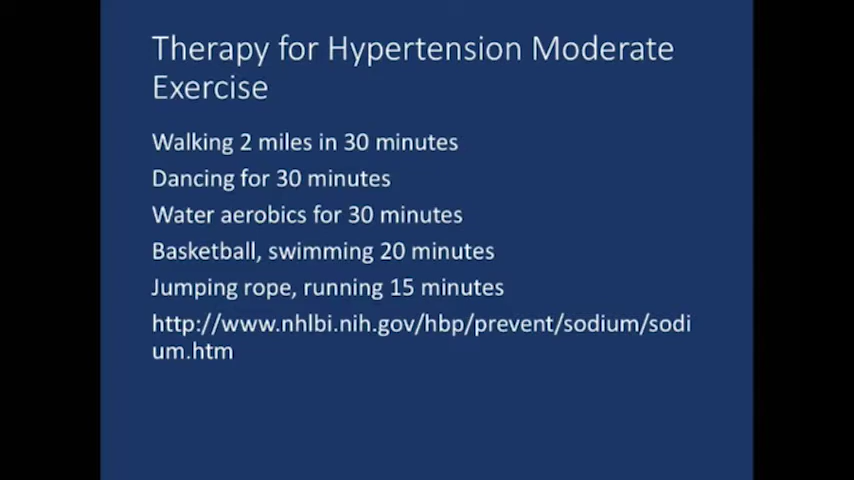 Therapy for Hypertension Moderate
Exercise
Walking 2 miles in 30 minutes
Dancing for 30 minutes
Water aerobics for 30 minutes
Basketball, swimming 20 minutes
Jumping rope, running 15 minutes
http://www.nhlbi.nih.gov/hbp/prevent/sodium/sodi
um.htm